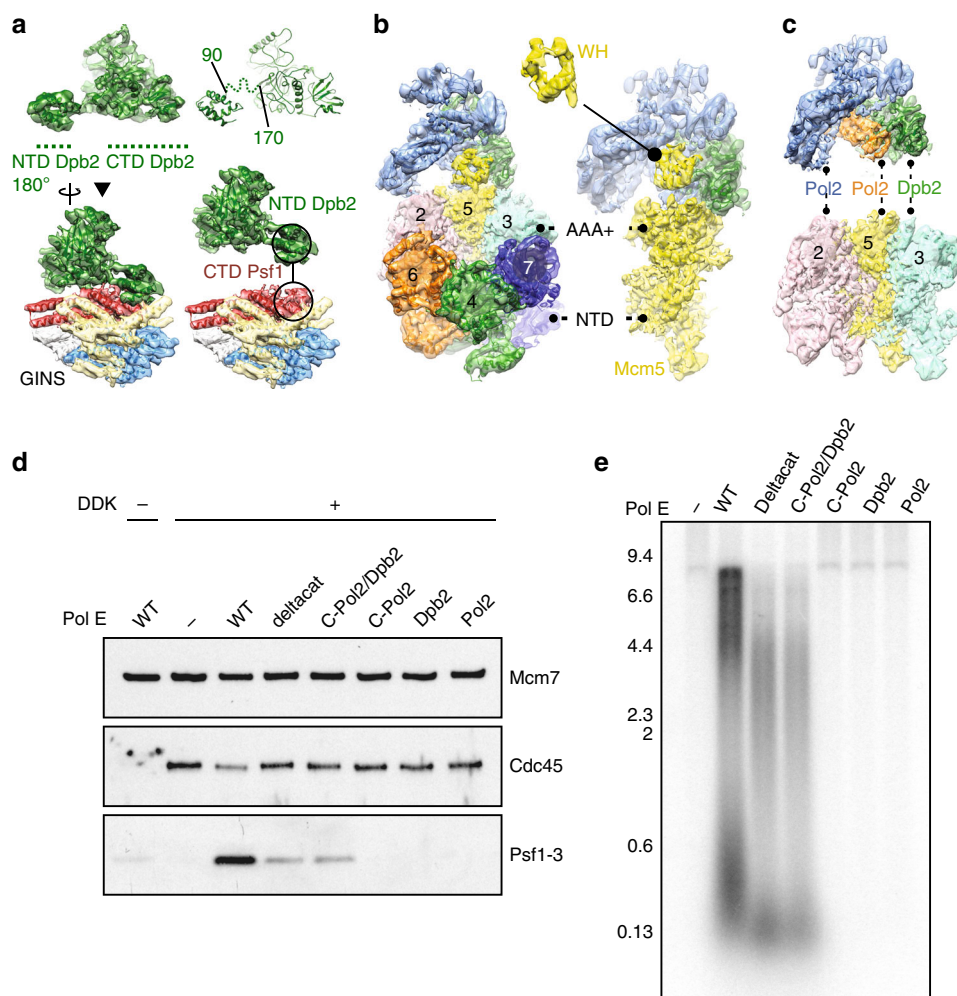 a
90
170
NTD Dpb2 CTD Dpb2
180°
NTD Dpb2
CTD Psf1
GINS
b
WH
2 5 3
6 7
4
AAA+
NTD
Mcm5
c
Pol2 Pol2 Dpb2
2 5 3
d
DDK – +
Pol E WT – WT deltacat C-Pol2/Dpb2 C-Pol2 Dpb2 Pol2
Mcm7
Cdc45
Psf1-3
e
Pol E – WT Deltacat C-Pol2/Dpb2 C-Pol2 Dpb2 Pol2
9.4
6.6
4.4
2.3
2
0.6
0.13